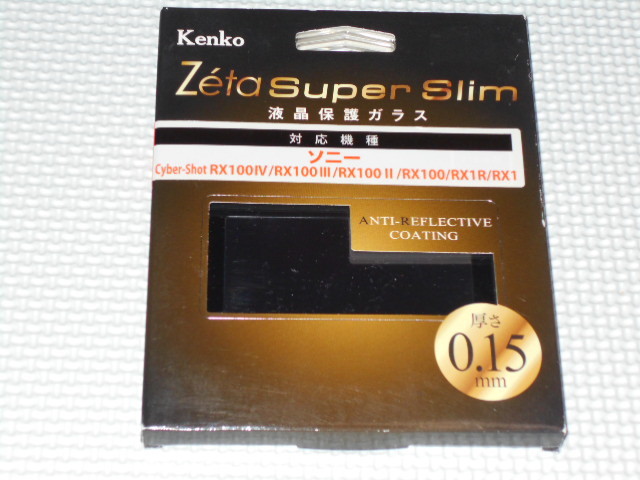 Kenko
Zéta Super Slim
液晶保護ガラス
対応機種
ソニー
Cyber-Shot RX100IV/RX100III/RX100II/RX100/RX1R/RX1
ANTI-REFLECTIVE
COATING
厚さ
0.15
mm